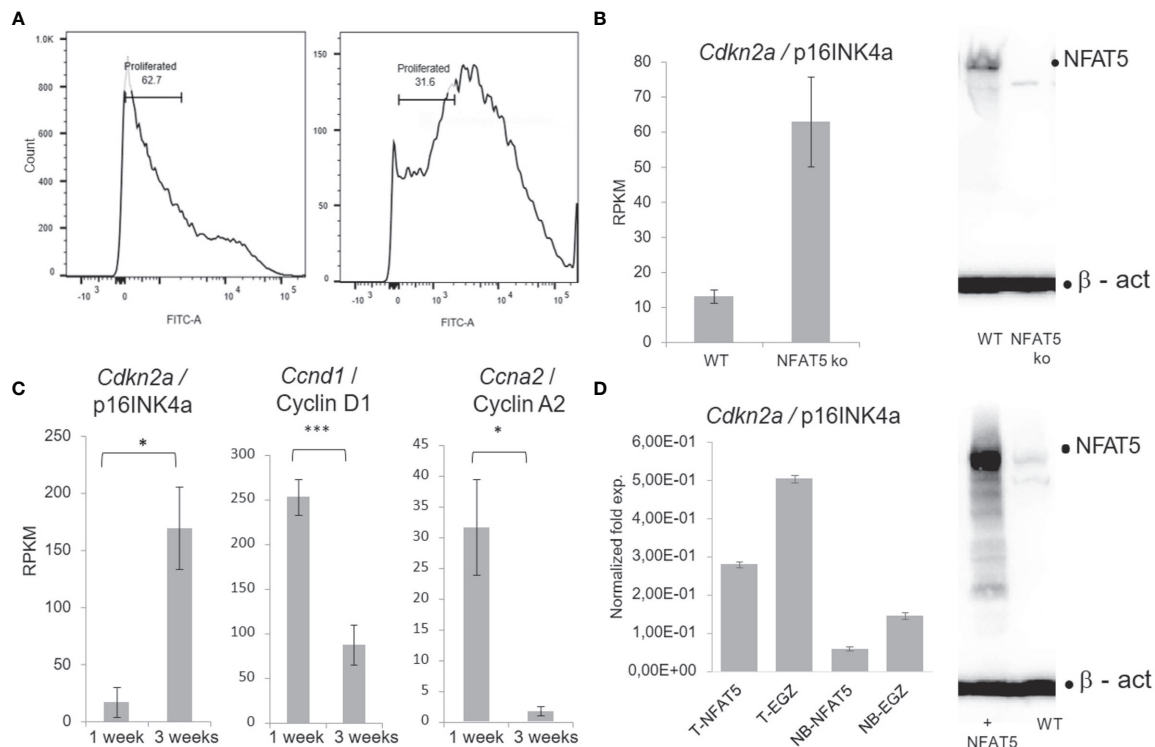 A
1.0K
800
600
400
200
0
Count
Proliferated
62.7
-10 3
0
10 4
10 5
FITC-A
150
100
50
0
Proliferated
31.6
-10 3
0
10 3
10 4
10 5
FITC-A
B
Cdkn2a / p16INK4a
80
70
60
50
40
30
20
10
0
RPKM
WT
NFAT5 ko
• NFAT5
• β - act
WT NFAT5
ko
C
Cdkn2a /
p16INK4a
*
250
200
150
100
50
0
RPKM
1 week 3 weeks
Ccnd1 /
Cyclin D1
***
300
250
200
150
100
50
0
1 week 3 weeks
Ccna2 /
Cyclin A2
*
45
40
35
30
25
20
15
10
5
0
1 week 3 weeks
D
Cdkn2a / p16INK4a
6,00E-01
5,00E-01
4,00E-01
3,00E-01
2,00E-01
1,00E-01
0,00E+00
Normalized fold exp.
T-NFAT5
T-EGZ
NB-NFAT5
NB-EGZ
• NFAT5
• β - act
+ WT
NFAT5